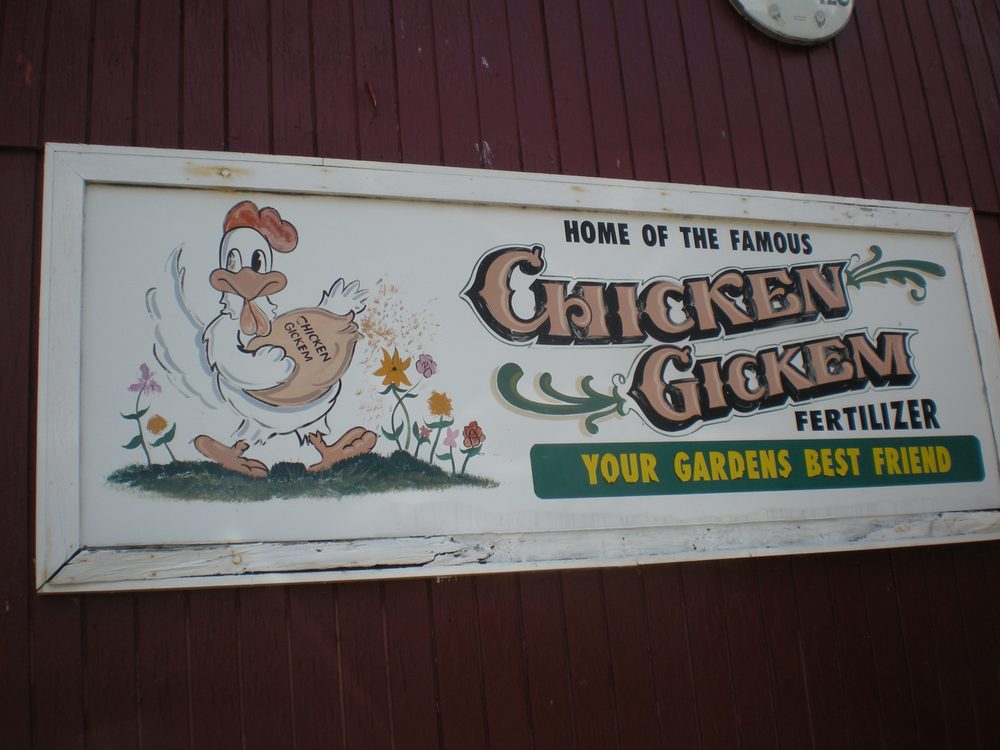 HOME OF THE FAMOUS
CHICKEN
GICKEM
FERTILIZER
YOUR GARDENS BEST FRIEND
CHICKEN
GICKEM